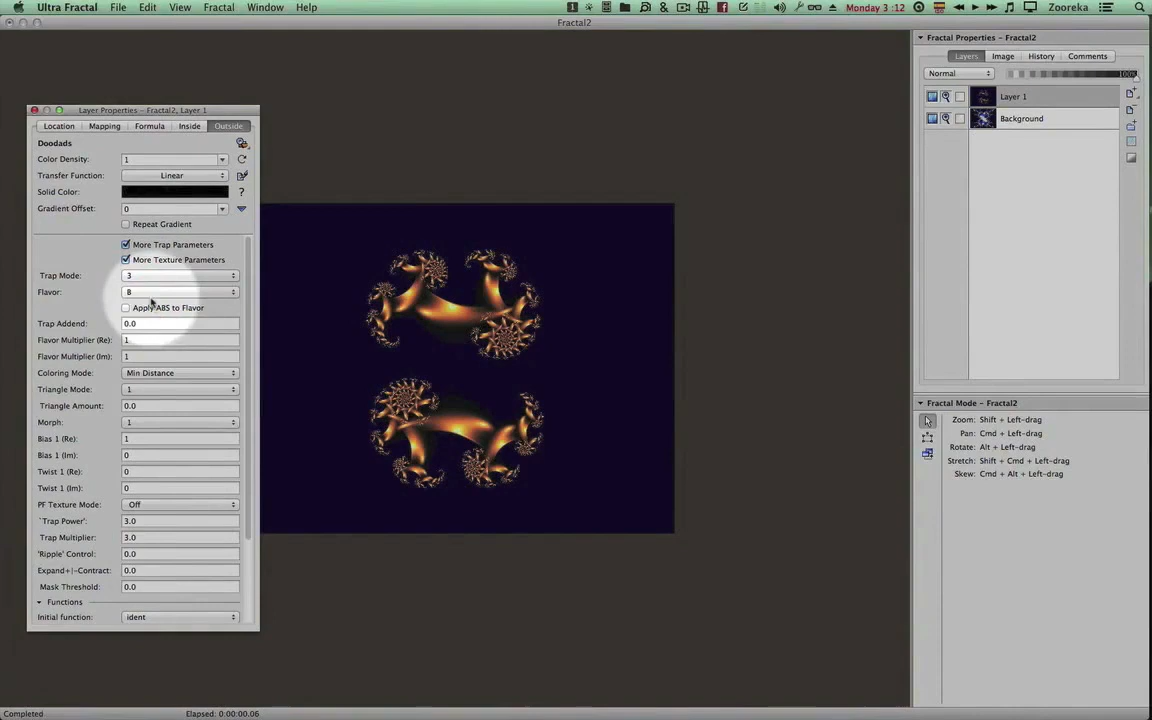 Ultra Fractal File Edit View Fractal Window Help 1 Monday 3 :12 Zooreka
Fractal2
Fractal Properties – Fractal2
Layers Image History Comments
Normal 100%
Layer 1
Background
Layer Properties – Fractal2, Layer 1
Location Mapping Formula Inside Outside
Doodads
Color Density: 1
Transfer Function: Linear
Solid Color: ?
Gradient Offset: 0
Repeat Gradient
More Trap Parameters
More Texture Parameters
Trap Mode: 3
Flavor: B
Apply ABS to Flavor
Trap Addend: 0.0
Flavor Multiplier (Re): 1
Flavor Multiplier (Im): 1
Coloring Mode: Min Distance
Triangle Mode: 1
Triangle Amount: 0.0
Morph: 1
Bias 1 (Re): 1
Bias 1 (Im): 0
Twist 1 (Re): 0
Twist 1 (Im): 0
PF Texture Mode: Off
`Trap Power': 3.0
Trap Multiplier: 3.0
'Ripple' Control: 0.0
Expand+|-Contract: 0.0
Mask Threshold: 0.0
Functions
Initial function: ident
Fractal Mode – Fractal2
Zoom: Shift + Left-drag
Pan: Cmd + Left-drag
Rotate: Alt + Left-drag
Stretch: Shift + Cmd + Left-drag
Skew: Cmd + Alt + Left-drag
Completed Elapsed: 0:00:00.06